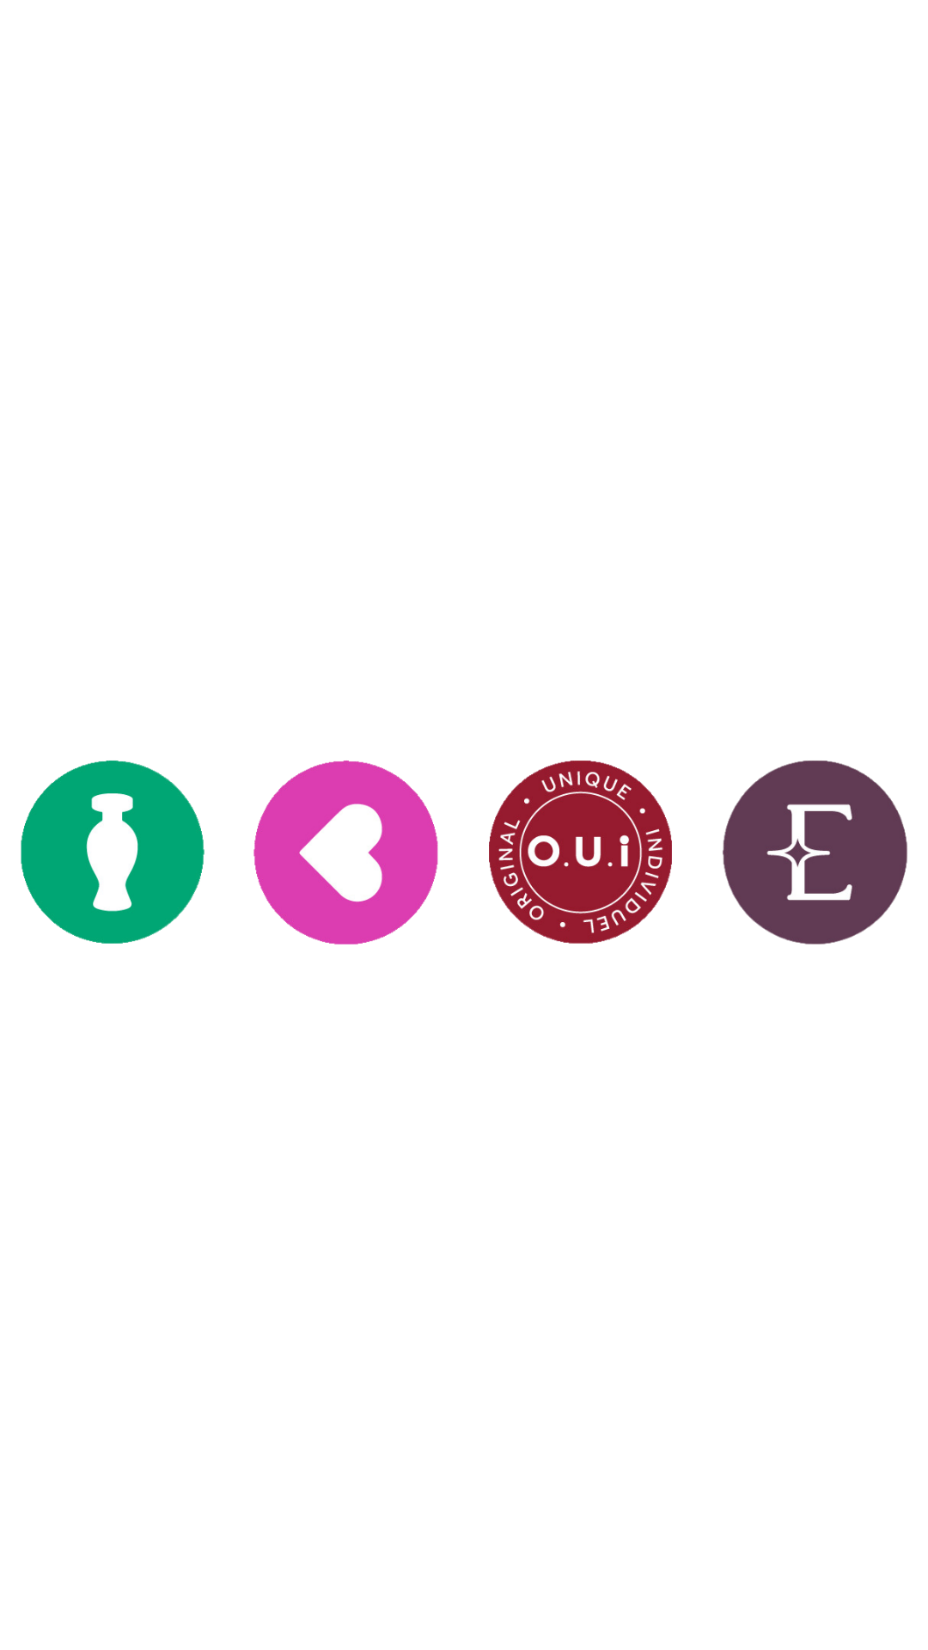 UNIQUE • INDIVIDUEL • ORIGINAL •
O.U.i
E